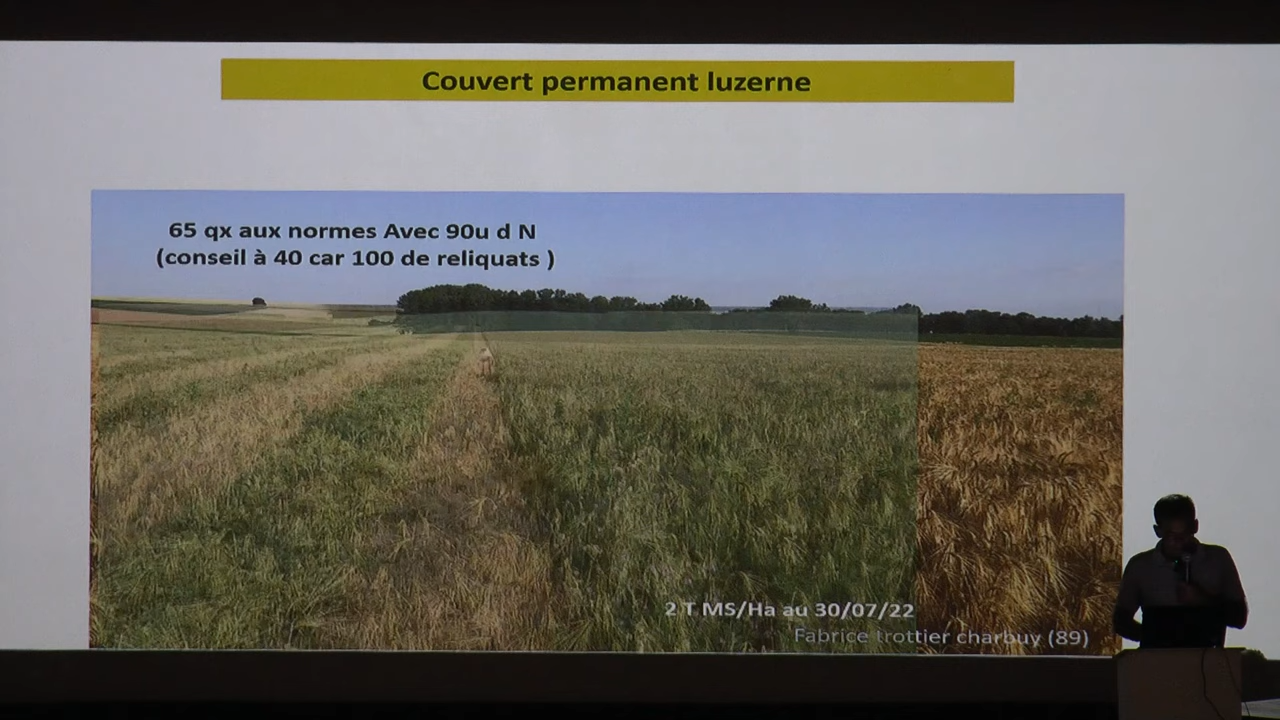 Couvert permanent luzerne
65 qx aux normes Avec 90u d N
(conseil à 40 car 100 de reliquats )
2 T MS/Ha au 30/07/22
Fabrice trottier charbuy (89)